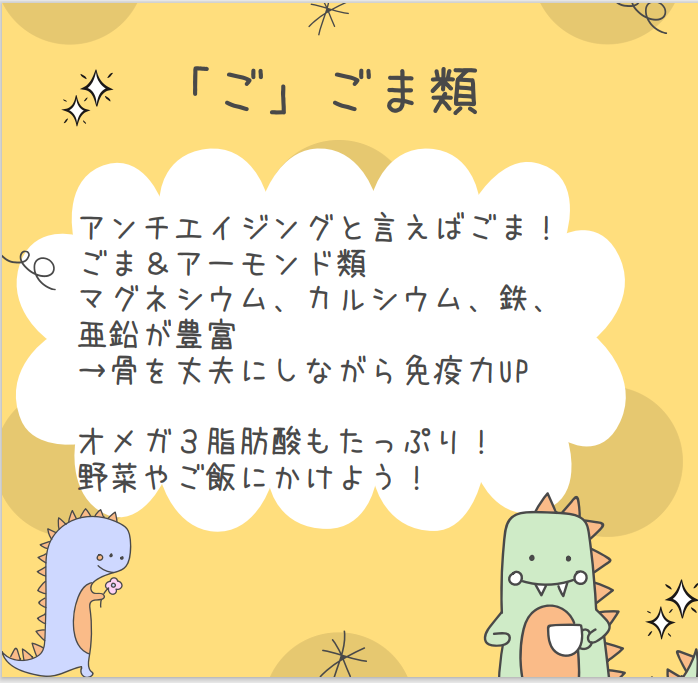 「ご」ごま類
アンチエイジングと言えばごま！
ごま＆アーモンド類
マグネシウム、カルシウム、鉄、
亜鉛が豊富
→骨を丈夫にしながら免疫力UP
オメガ３脂肪酸もたっぷり！
野菜やご飯にかけよう！